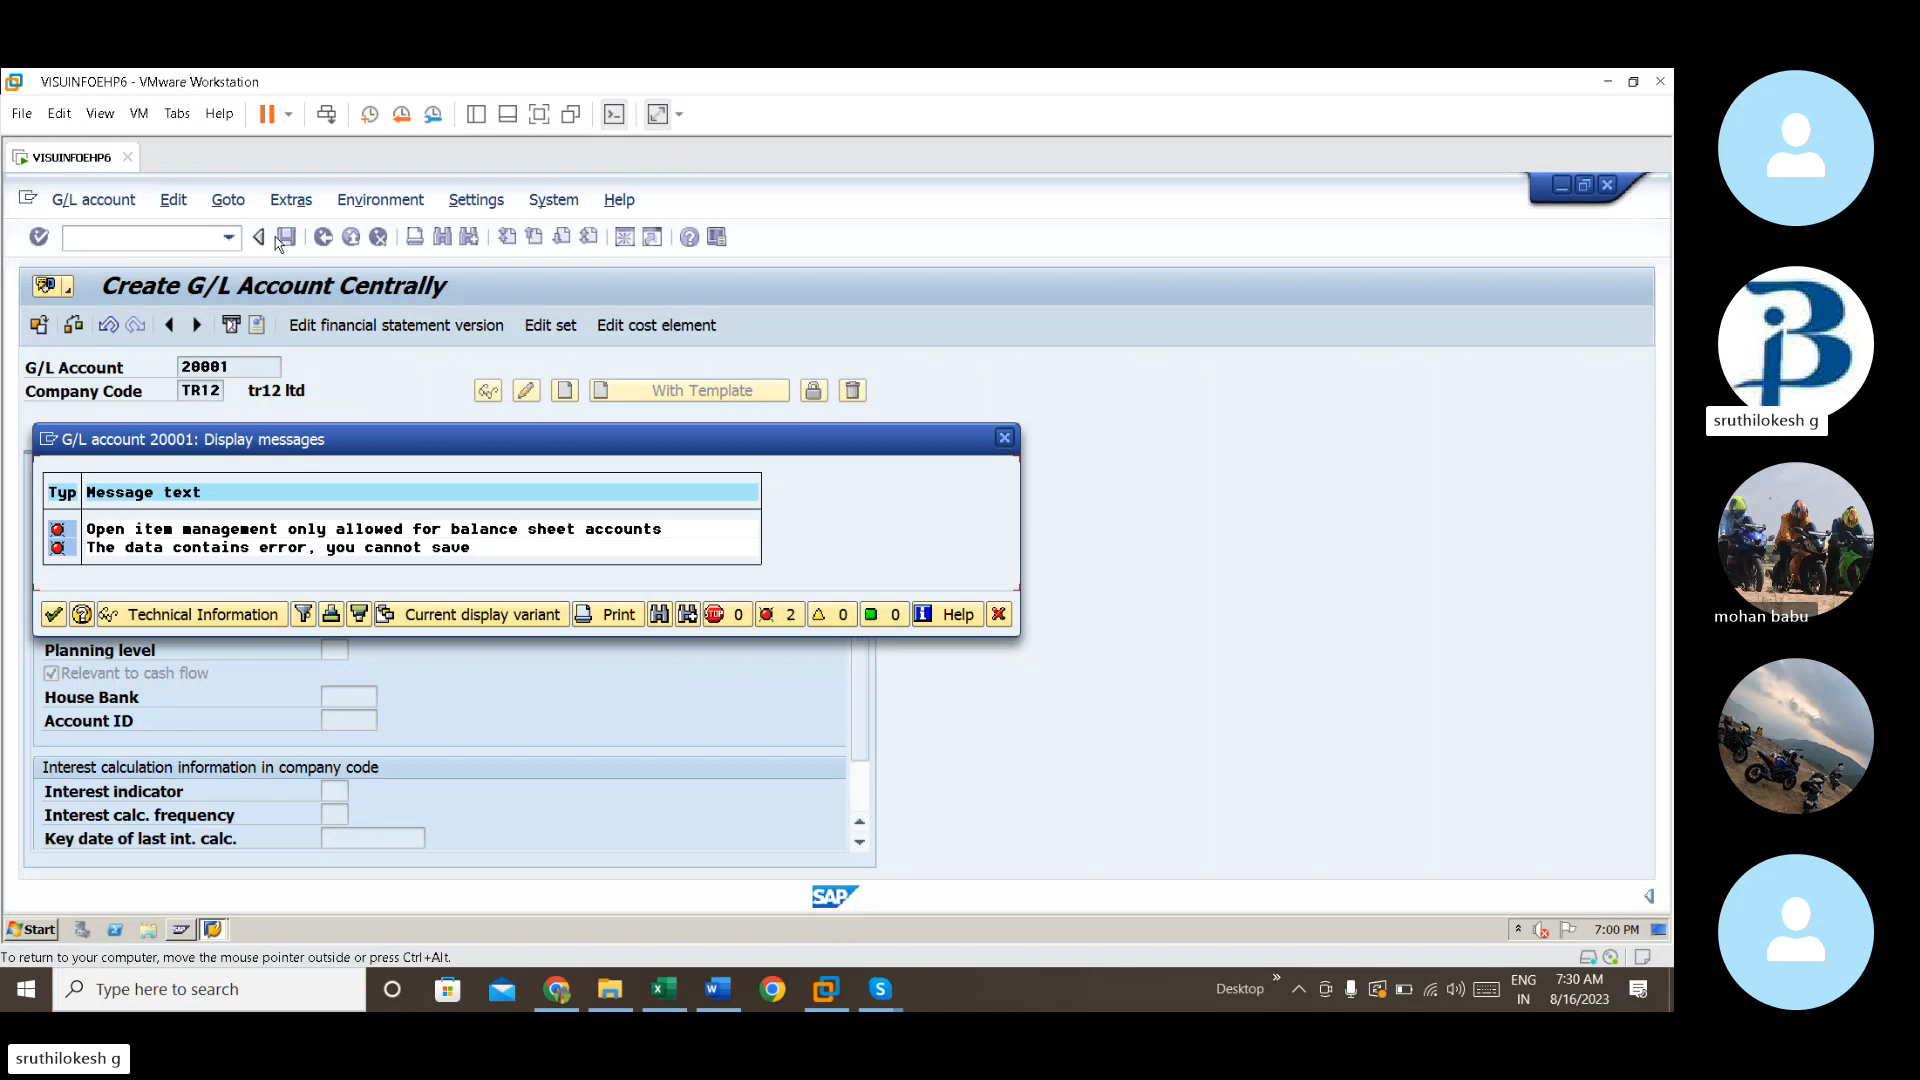 VISUINFOEHP6 - VMware Workstation
File Edit View VM Tabs Help
VISUINFOEHP6
G/L account Edit Goto Extras Environment Settings System Help
Create G/L Account Centrally
Edit financial statement version Edit set Edit cost element
G/L Account 20001
Company Code TR12 tr12 ltd
With Template
G/L account 20001: Display messages
Typ Message text
Open item management only allowed for balance sheet accounts
The data contains error, you cannot save
Technical Information Current display variant Print STOP 0 2 0 0 Help
Planning level
Relevant to cash flow
House Bank
Account ID
Interest calculation information in company code
Interest indicator
Interest calc. frequency
Key date of last int. calc.
SAP
Start 7:00 PM
To return to your computer, move the mouse pointer outside or press Ctrl+Alt.
Type here to search
Desktop
ENG
IN
7:30 AM
8/16/2023
sruthilokesh g
mohan babu
sruthilokesh g